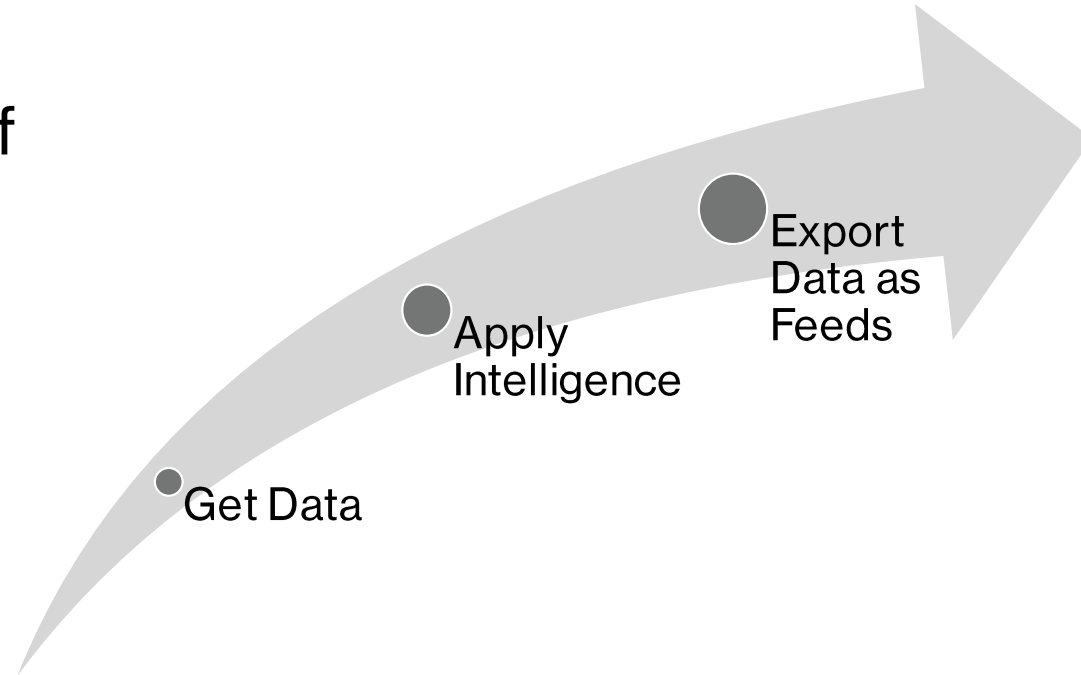 f
Export
Data as
Feeds
Apply
Intelligence
Get Data